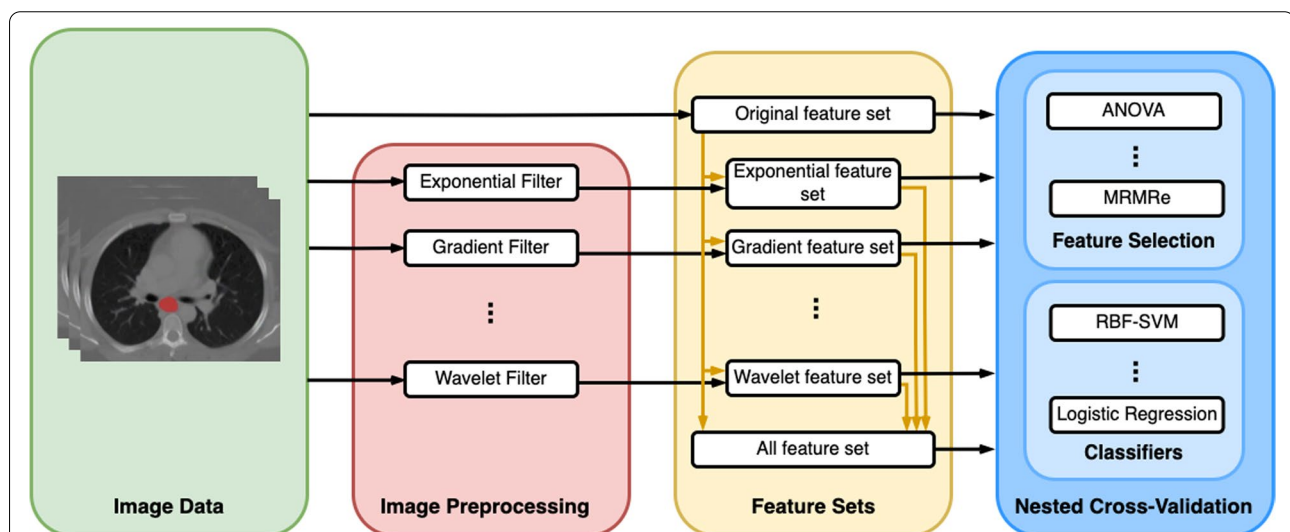 Original feature set
ANOVA
Exponential Filter
Exponential feature
set
MRMRe
Gradient Filter
Gradient feature set
Feature Selection
RBF-SVM
Wavelet Filter
Wavelet feature set
Logistic Regression
All feature set
Classifiers
Image Data
Image Preprocessing
Feature Sets
Nested Cross-Validation